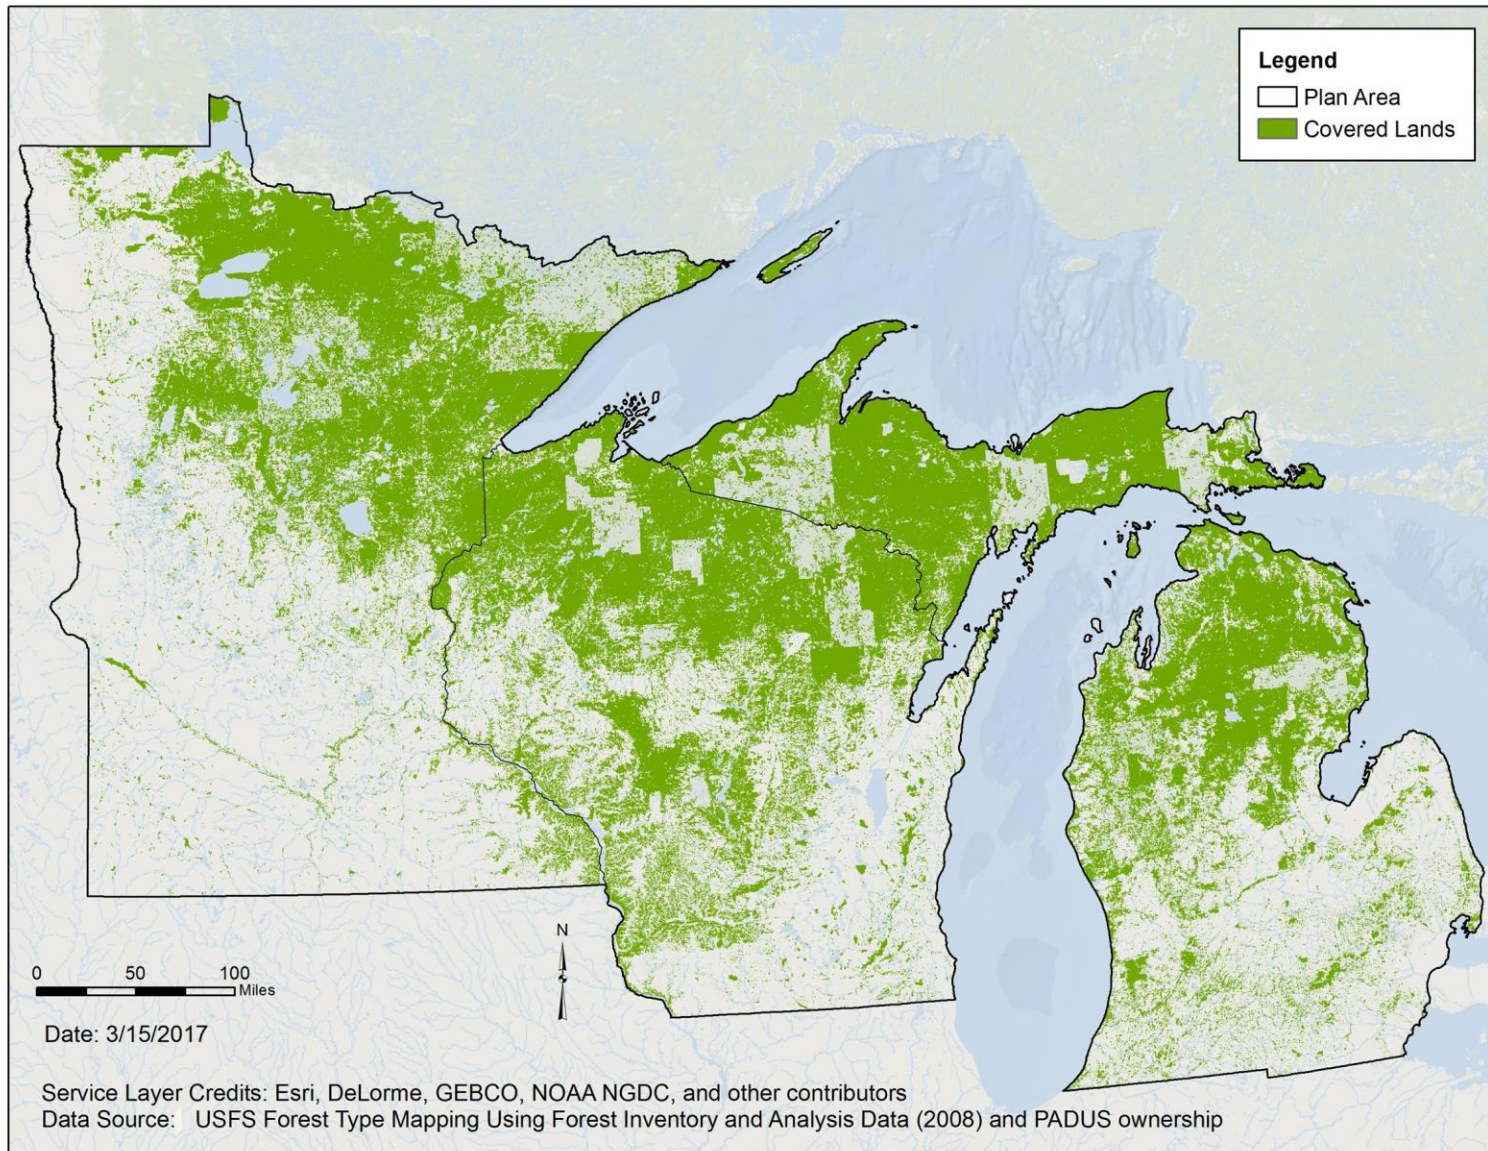 Legend
Plan Area
Covered Lands
N
0 50 100
Miles
Date: 3/15/2017
Service Layer Credits: Esri, DeLorme, GEBCO, NOAA NGDC, and other contributors
Data Source: USFS Forest Type Mapping Using Forest Inventory and Analysis Data (2008) and PADUS ownership